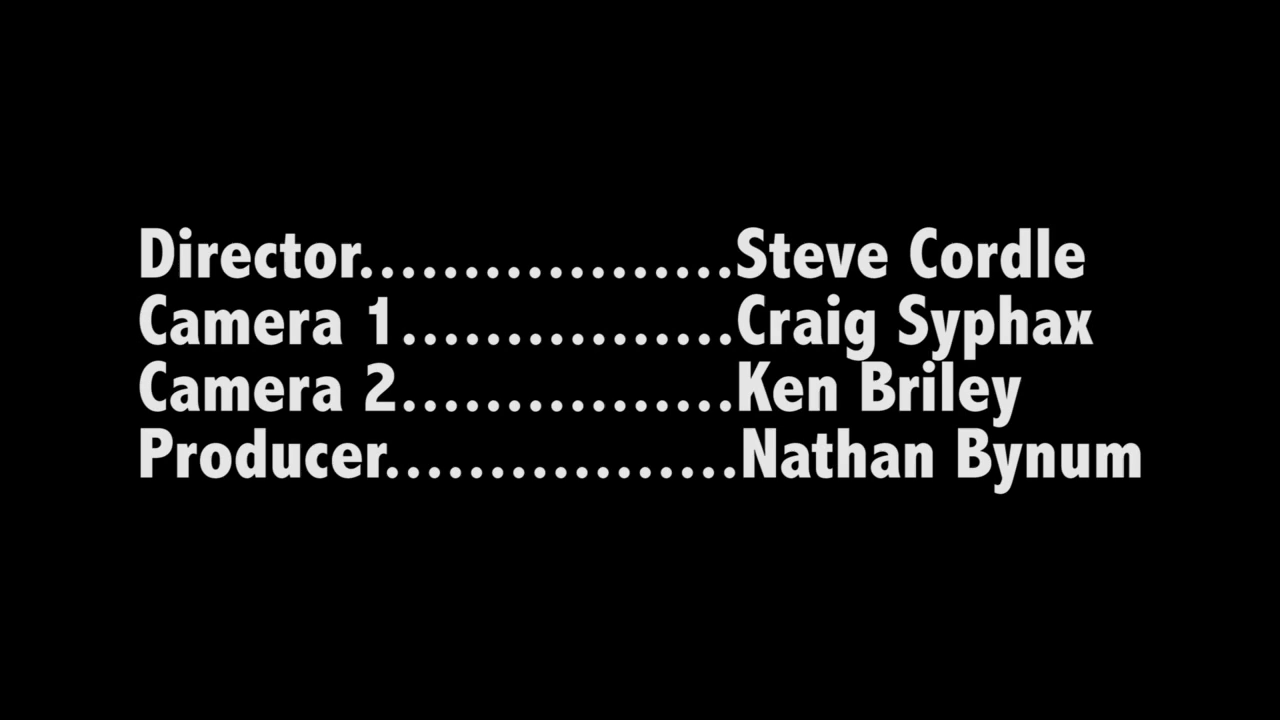 Director..................Steve Cordle
Camera 1................Craig Syphax
Camera 2................Ken Briley
Producer.................Nathan Bynum